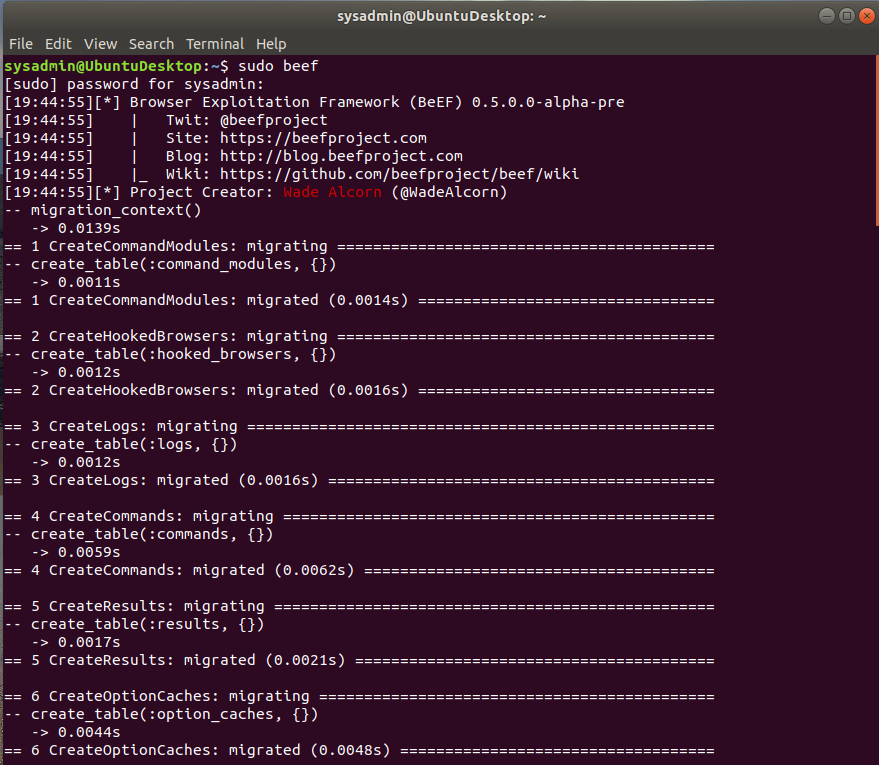 sysadmin@UbuntuDesktop: ~
File Edit View Search Terminal Help
sysadmin@UbuntuDesktop:~$ sudo beef
[sudo] password for sysadmin:
[19:44:55][*] Browser Exploitation Framework (BeEF) 0.5.0.0-alpha-pre
[19:44:55]    |   Twit: @beefproject
[19:44:55]    |   Site: https://beefproject.com
[19:44:55]    |   Blog: http://blog.beefproject.com
[19:44:55]    |_  Wiki: https://github.com/beefproject/beef/wiki
[19:44:55][*] Project Creator: Wade Alcorn (@WadeAlcorn)
-- migration_context()
   -> 0.0139s
== 1 CreateCommandModules: migrating ==========================================
-- create_table(:command_modules, {})
   -> 0.0011s
== 1 CreateCommandModules: migrated (0.0014s) =================================

== 2 CreateHookedBrowsers: migrating ==========================================
-- create_table(:hooked_browsers, {})
   -> 0.0012s
== 2 CreateHookedBrowsers: migrated (0.0016s) =================================

== 3 CreateLogs: migrating ====================================================
-- create_table(:logs, {})
   -> 0.0012s
== 3 CreateLogs: migrated (0.0016s) ===========================================

== 4 CreateCommands: migrating ================================================
-- create_table(:commands, {})
   -> 0.0059s
== 4 CreateCommands: migrated (0.0062s) =======================================

== 5 CreateResults: migrating =================================================
-- create_table(:results, {})
   -> 0.0017s
== 5 CreateResults: migrated (0.0021s) ========================================

== 6 CreateOptionCaches: migrating ============================================
-- create_table(:option_caches, {})
   -> 0.0044s
== 6 CreateOptionCaches: migrated (0.0048s) ===================================